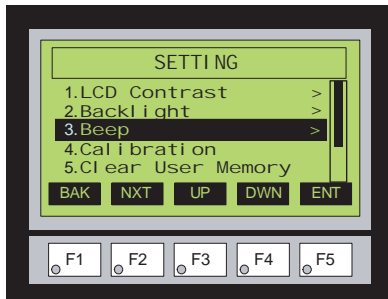 SETTING
1.LCD Contrast >
2.Backlight >
3.Beep >
4.Calibration
5.Clear User Memory
BAK NXT UP DWN ENT
F1 F2 F3 F4 F5